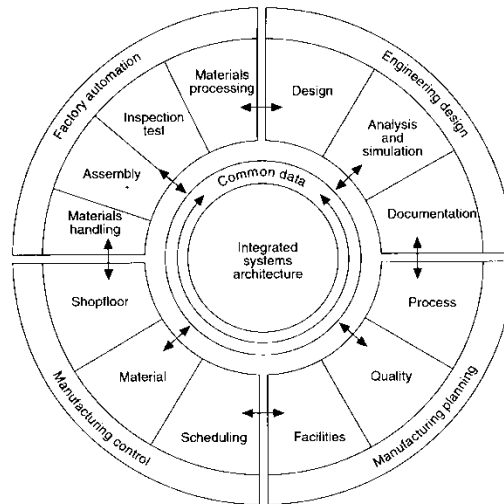 Factory automation
Engineering design
Materials
processing
Design
Inspection
test
Analysis
and
simulation
Assembly
Common data
Materials
handling
Documentation
Integrated
systems
architecture
Shopfloor
Process
Material
Quality
Scheduling
Facilities
Manufacturing control
Manufacturing planning